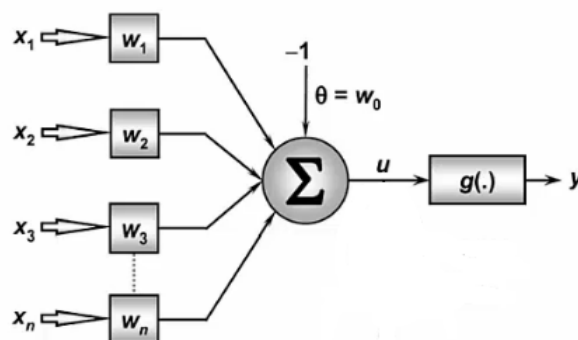 x₁ w₁
–1
θ = w₀
x₂ w₂
Σ u g(.) y
x₃ w₃
xₙ wₙ